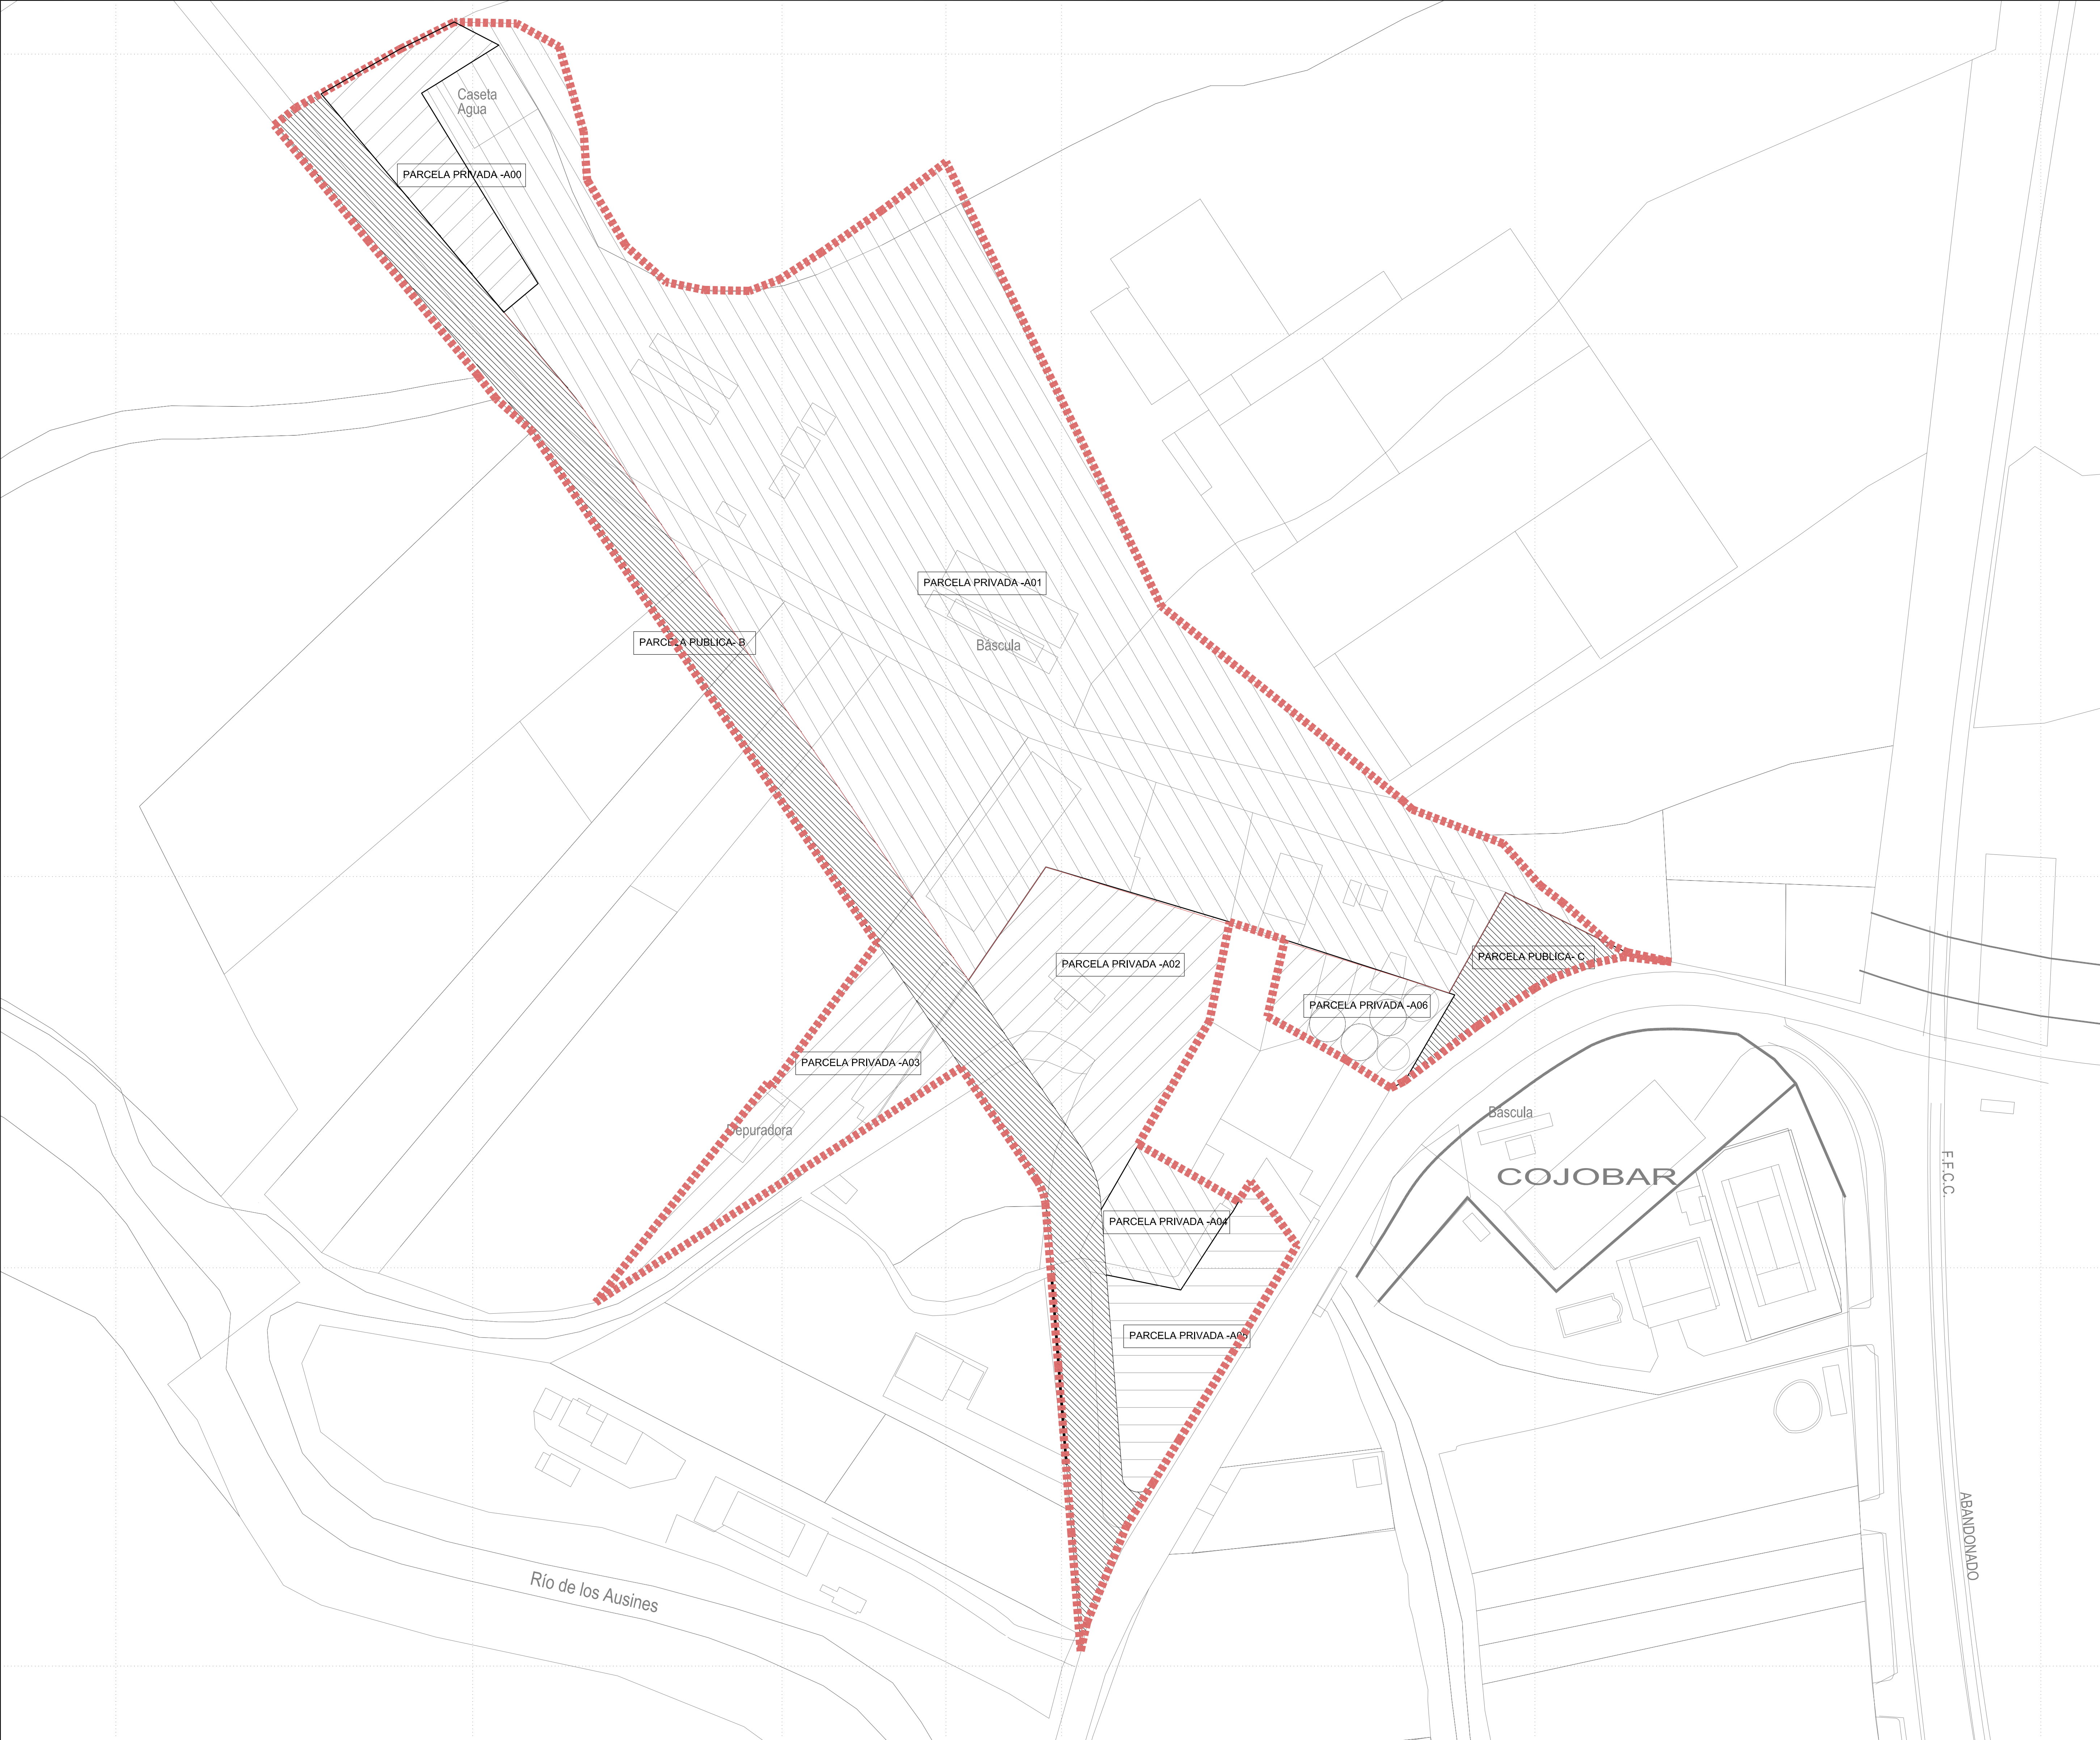 Caseta
Agua
PARCELA PRIVADA -A00
PARCELA PRIVADA -A01
PARCELA PUBLICA- B
Báscula
PARCELA PRIVADA -A02
PARCELA PUBLICA- C
PARCELA PRIVADA -A06
PARCELA PRIVADA -A03
Depuradora
Bascula
COJOBAR
F.F.C.C.
PARCELA PRIVADA -A04
PARCELA PRIVADA -A05
ABANDONADO
Río de los Ausines